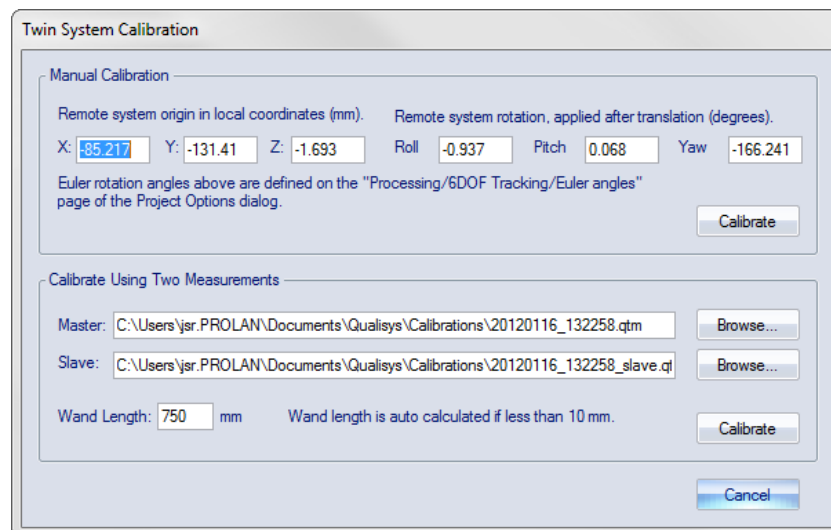 Twin System Calibration
Manual Calibration
Remote system origin in local coordinates (mm). Remote system rotation, applied after translation (degrees).
X: -85.217 Y: -131.41 Z: -1.693 Roll -0.937 Pitch 0.068 Yaw -166.241
Euler rotation angles above are defined on the "Processing/6DOF Tracking/Euler angles"
page of the Project Options dialog.
Calibrate
Calibrate Using Two Measurements
Master: C:\Users\jsr.PROLAN\Documents\Qualisys\Calibrations\20120116_132258.qtm Browse...
Slave: C:\Users\jsr.PROLAN\Documents\Qualisys\Calibrations\20120116_132258_slave.qt Browse...
Wand Length: 750 mm Wand length is auto calculated if less than 10 mm.
Calibrate
Cancel